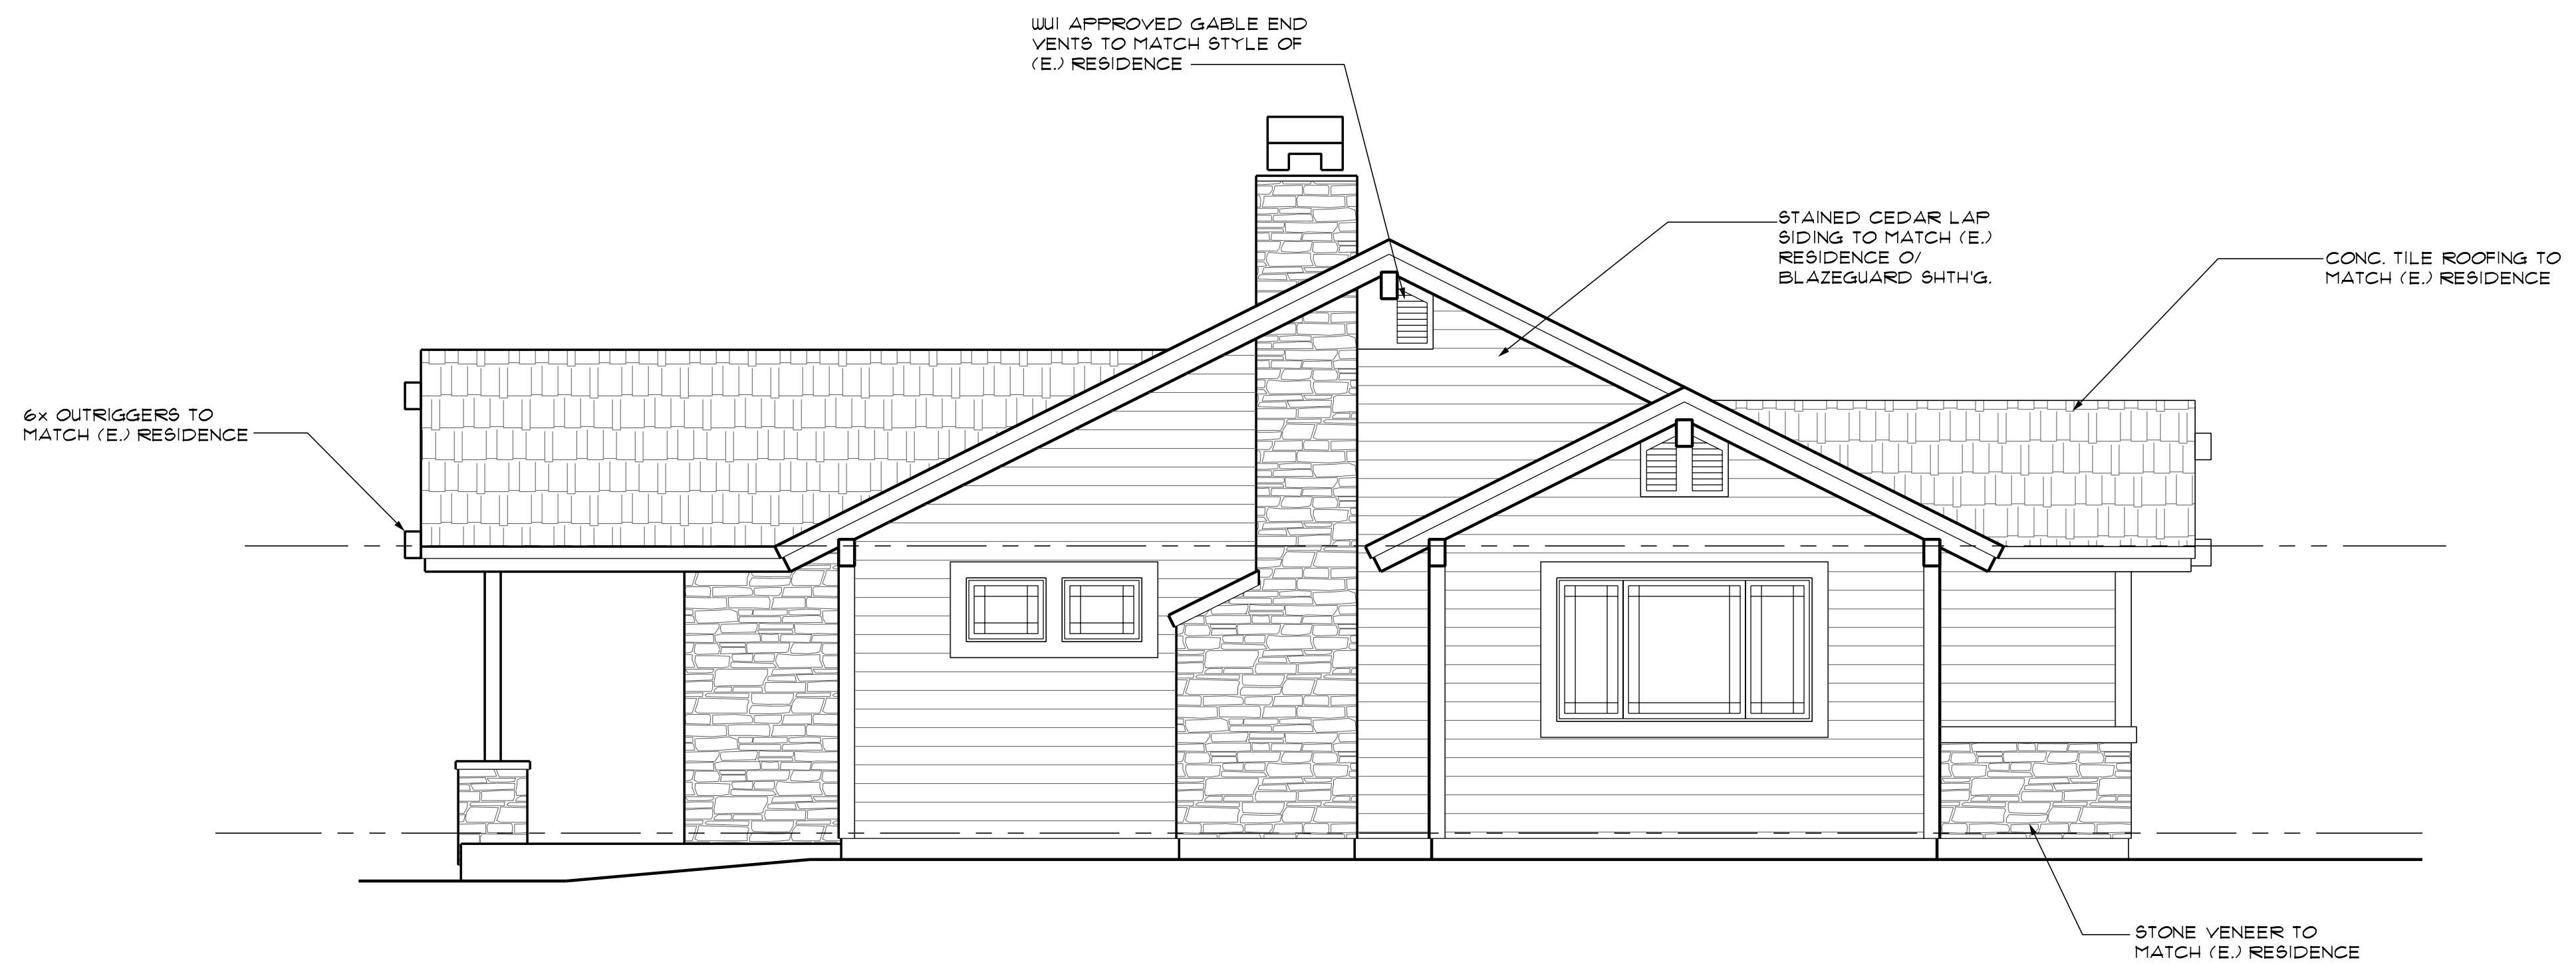 WUI APPROVED GABLE END
VENTS TO MATCH STYLE OF
(E.) RESIDENCE
STAINED CEDAR LAP
SIDING TO MATCH (E.)
RESIDENCE O/
BLAZEGUARD SHTH'G.
CONC. TILE ROOFING TO
MATCH (E.) RESIDENCE
6x OUTRIGGERS TO
MATCH (E.) RESIDENCE
STONE VENEER TO
MATCH (E.) RESIDENCE